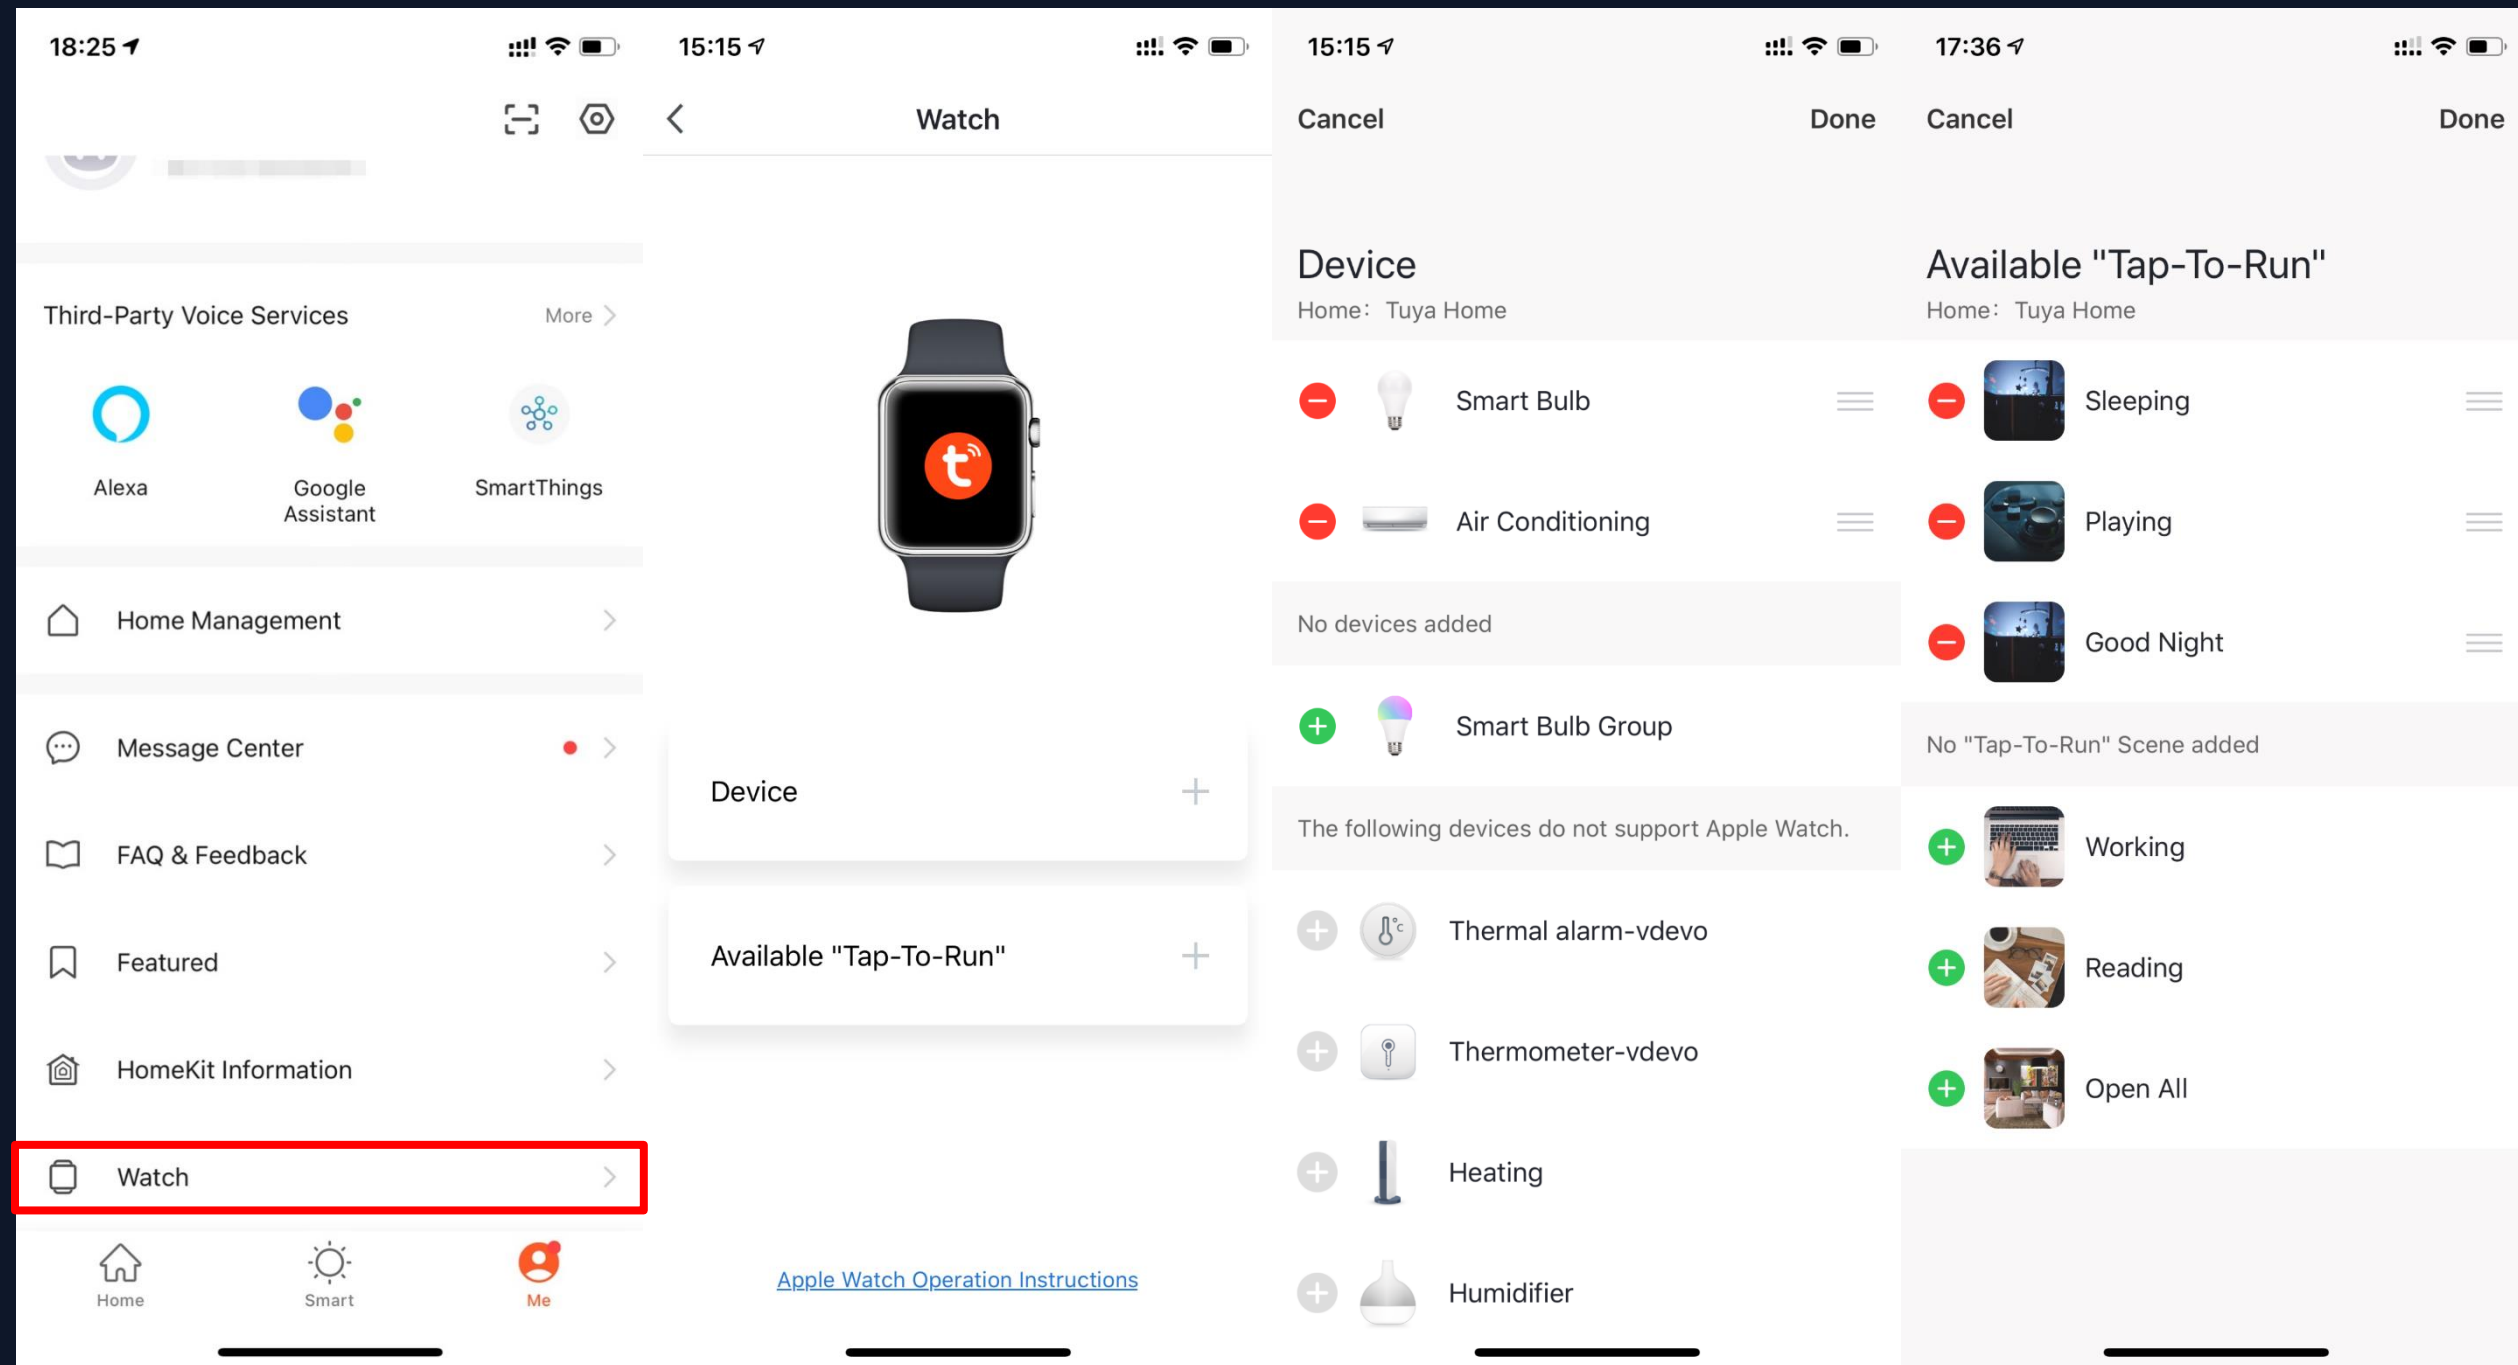 18:25
Third-Party Voice Services
More
Alexa
Google
Assistant
SmartThings
Home Management
Message Center
FAQ & Feedback
Featured
HomeKit Information
Watch
Home
Smart
Me
15:15
Watch
Device
Available "Tap-To-Run"
Apple Watch Operation Instructions
15:15
Cancel
Done
Device
Home: Tuya Home
Smart Bulb
Air Conditioning
No devices added
Smart Bulb Group
The following devices do not support Apple Watch.
Thermal alarm-vdevo
Thermometer-vdevo
Heating
Humidifier
17:36
Cancel
Done
Available "Tap-To-Run"
Home: Tuya Home
Sleeping
Playing
Good Night
No "Tap-To-Run" Scene added
Working
Reading
Open All